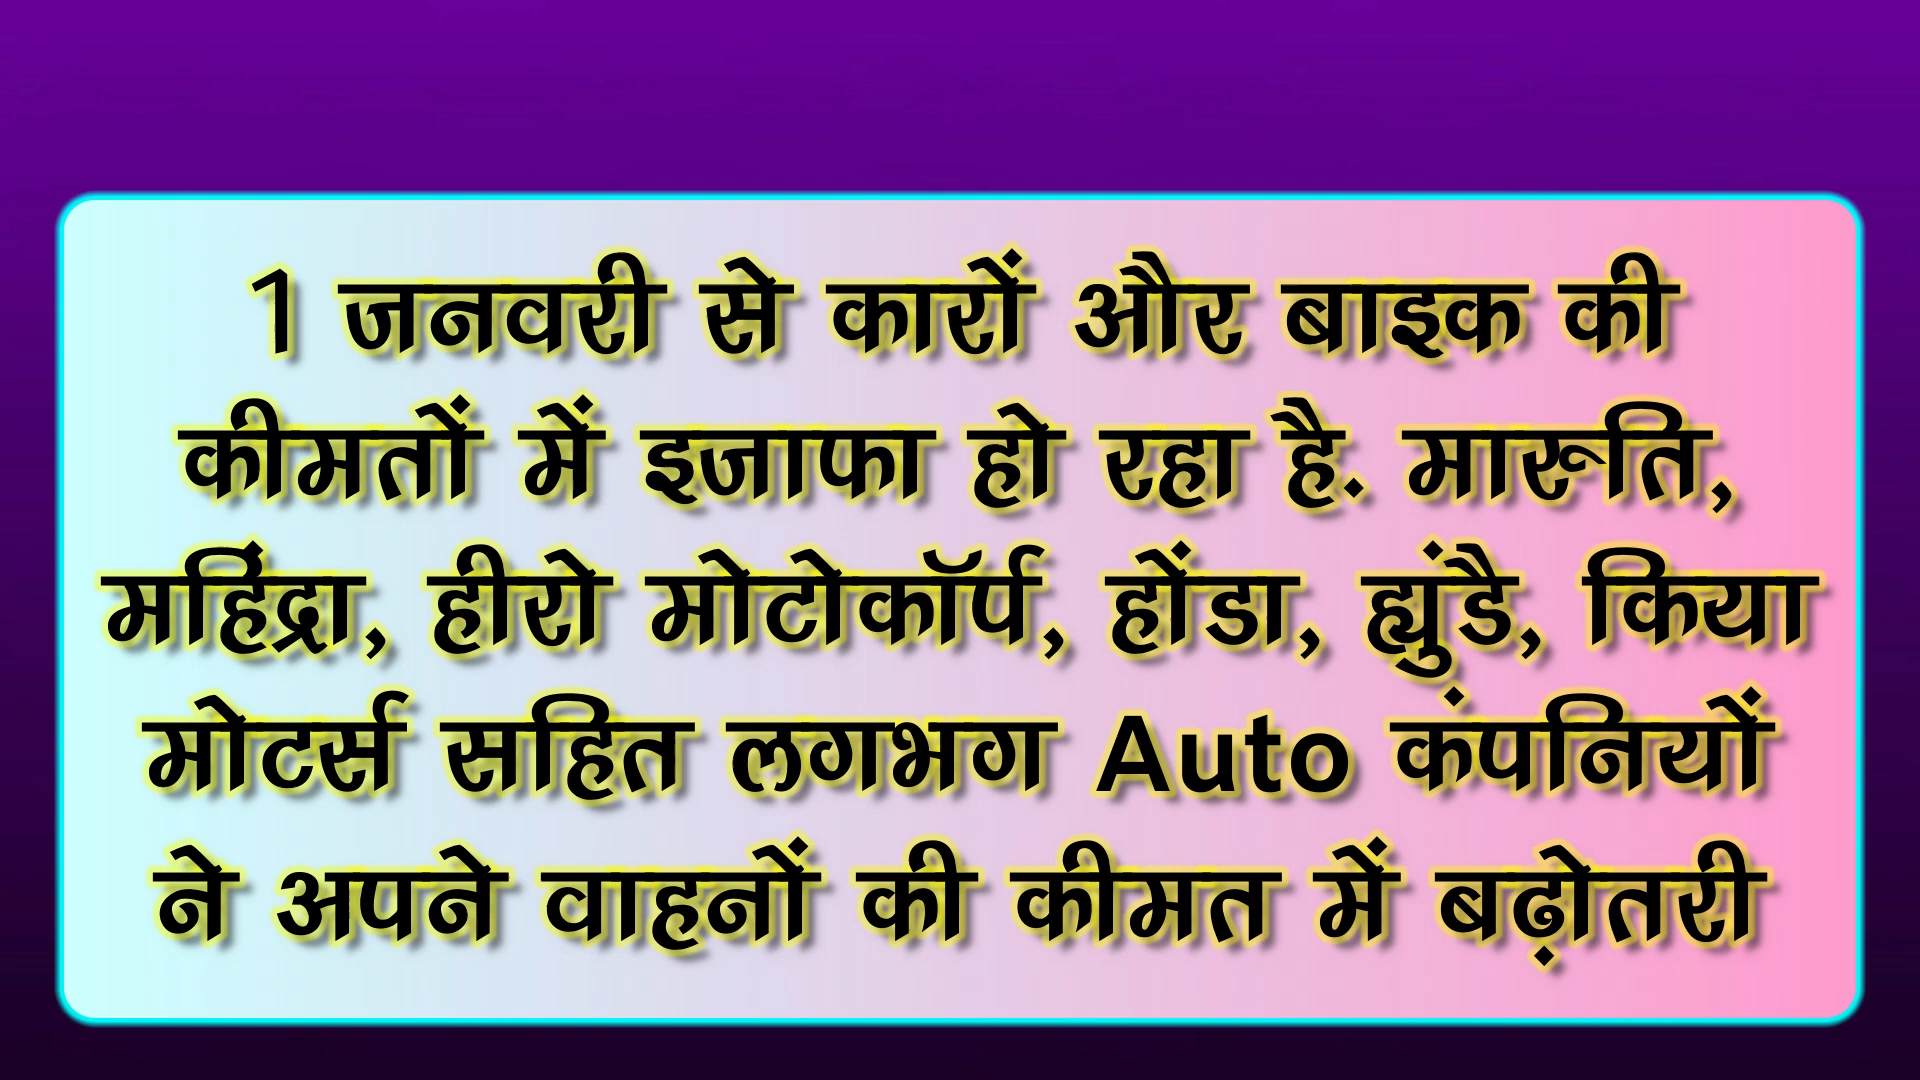 1 जनवरी से कारों और बाइक की
कीमतों में इजाफा हो रहा है. मारूति,
महिंद्रा, हीरो मोटोकॉर्प, होंडा, ह्युंडै, किया
मोटर्स सहित लगभग Auto कंपनियों
ने अपने वाहनों की कीमत में बढ़ोतरी